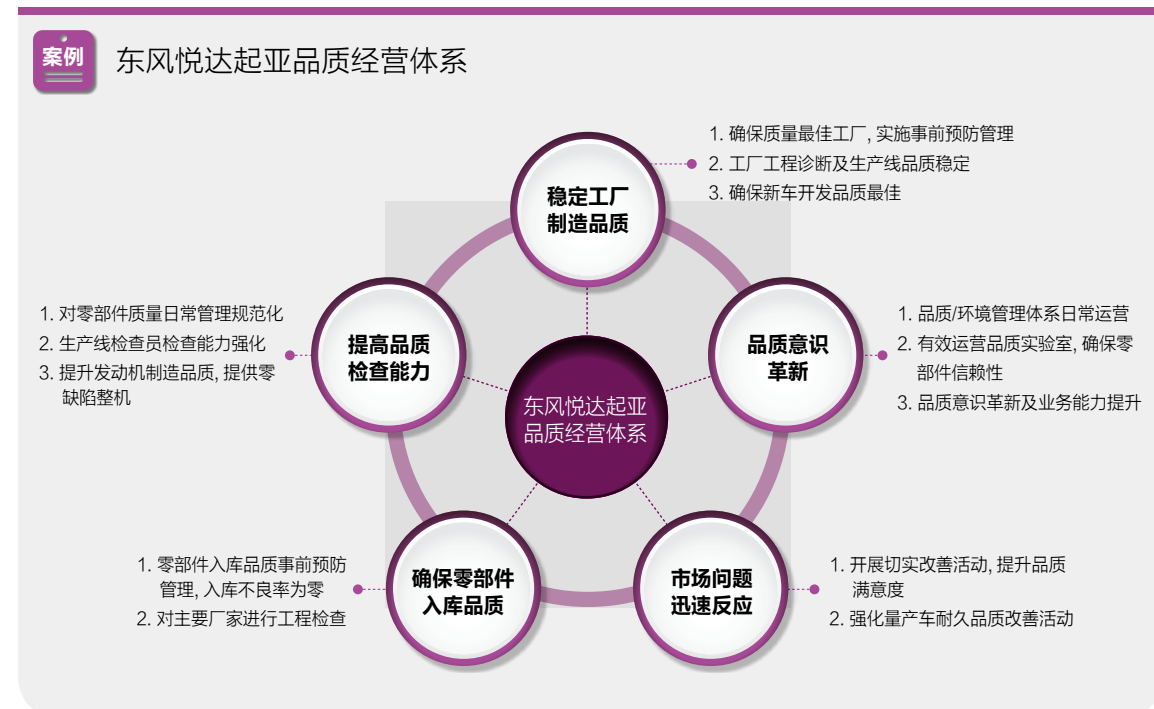 案例
东风悦达起亚品质经营体系
1. 确保质量最佳工厂, 实施事前预防管理
2. 工厂工程诊断及生产线品质稳定
3. 确保新车开发品质最佳
稳定工厂
制造品质
1. 对零部件质量日常管理规范化
2. 生产线检查员检查能力强化
3. 提升发动机制造品质, 提供零
缺陷整机
提高品质
检查能力
品质意识
革新
1. 品质/环境管理体系日常运营
2. 有效运营品质实验室, 确保零
部件信赖性
3. 品质意识革新及业务能力提升
东风悦达起亚
品质经营体系
1. 零部件入库品质事前预防
管理, 入库不良率为零
2. 对主要厂家进行工程检查
确保零部件
入库品质
市场问题
迅速反应
1. 开展切实改善活动, 提升品质
满意度
2. 强化量产车耐久品质改善活动